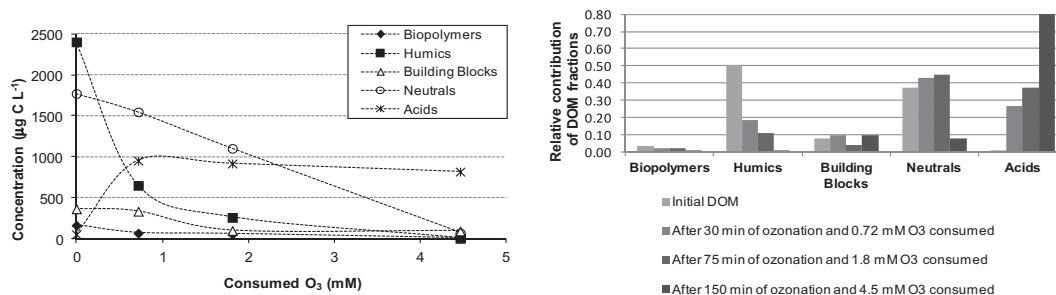 2500
2000
1500
1000
500
0
Concentration (µg C L-1)
0 1 2 3 4 5
Consumed O3 (mM)
Biopolymers
Humics
Building Blocks
Neutrals
Acids
Relative contribution
of DOM fractions
0.80
0.50
0.40
0.30
0.20
0.10
0.00
Biopolymers Humics Building Neutrals Acids
Blocks
Initial DOM
After 30 min of ozonation and 0.72 mM O3 consumed
After 75 min of ozonation and 1.8 mM O3 consumed
After 150 min of ozonation and 4.5 mM O3 consumed